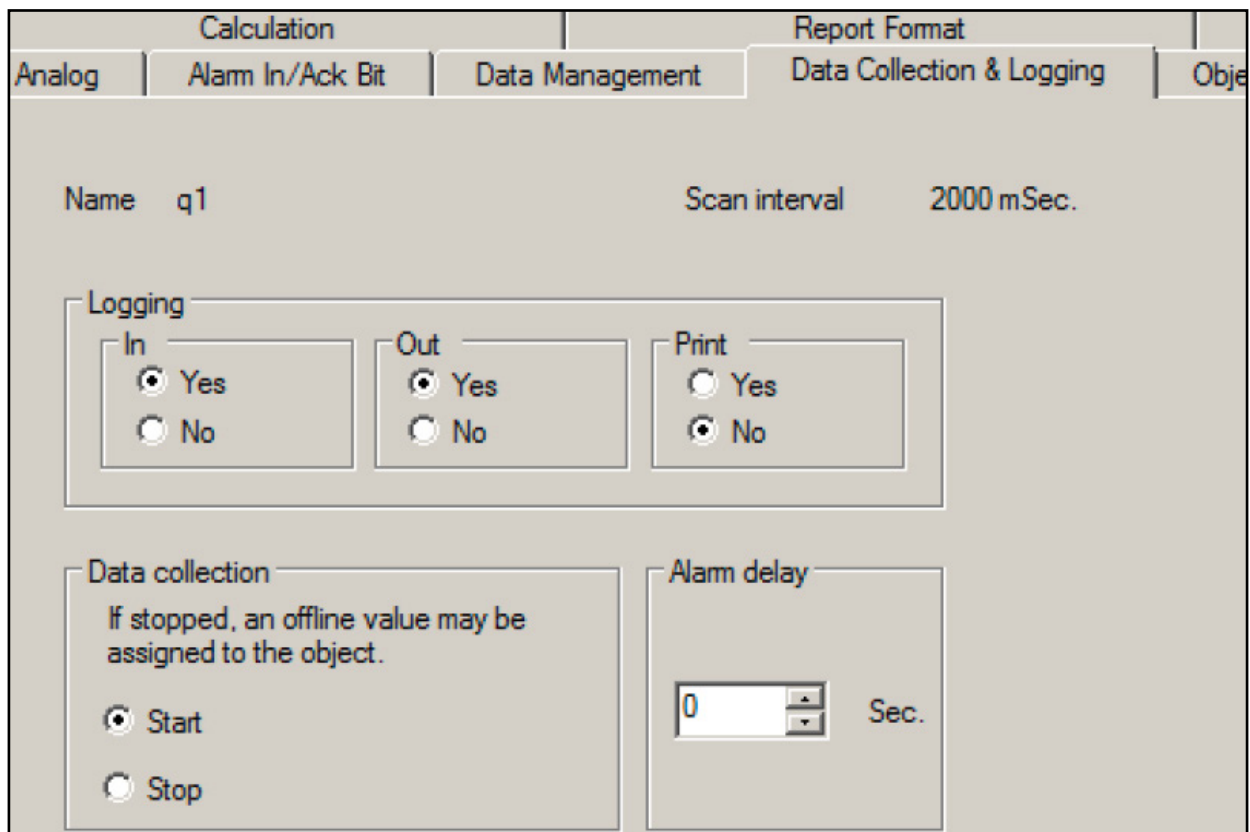 Calculation Report Format
Analog Alarm In/Ack Bit Data Management Data Collection & Logging Obje
Name q1 Scan interval 2000 mSec.
Logging
In Out Print
Yes Yes Yes
No No No
Data collection Alarm delay
If stopped, an offline value may be
assigned to the object.
0 Sec.
Start
Stop